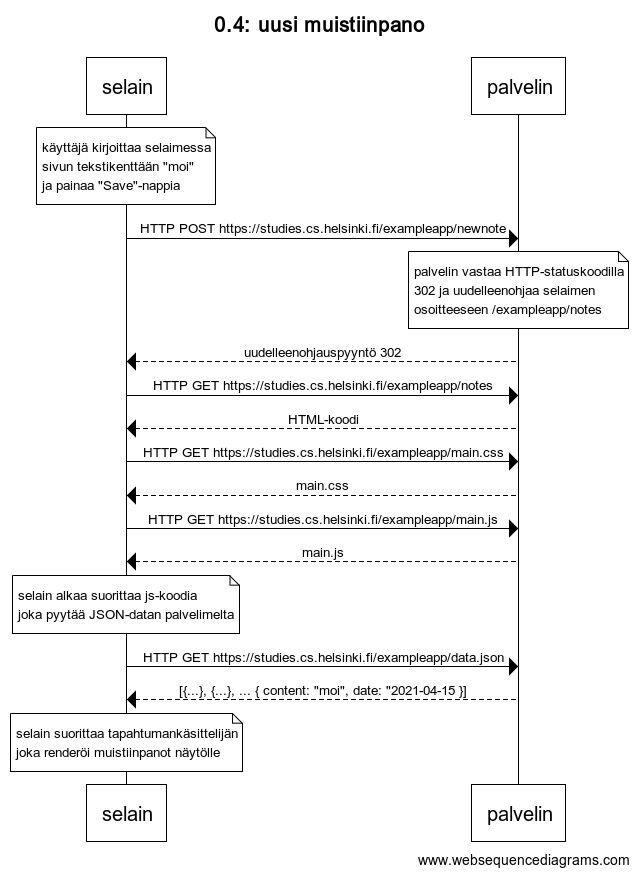 0.4: uusi muistiinpano
selain
palvelin
käyttäjä kirjoittaa selaimessa
sivun tekstikenttään "moi"
ja painaa "Save"-nappia
HTTP POST https://studies.cs.helsinki.fi/exampleapp/newnote
palvelin vastaa HTTP-statuskoodilla
302 ja uudelleenohjaa selaimen
osoitteeseen /exampleapp/notes
uudelleenohjauspyyntö 302
HTTP GET https://studies.cs.helsinki.fi/exampleapp/notes
HTML-koodi
HTTP GET https://studies.cs.helsinki.fi/exampleapp/main.css
main.css
HTTP GET https://studies.cs.helsinki.fi/exampleapp/main.js
main.js
selain alkaa suorittaa js-koodia
joka pyytää JSON-datan palvelimelta
HTTP GET https://studies.cs.helsinki.fi/exampleapp/data.json
[{...}, {...}, ... { content: "moi", date: "2021-04-15 }]
selain suorittaa tapahtumankäsittelijän
joka renderöi muistiinpanot näytölle
selain
palvelin
www.websequencediagrams.com